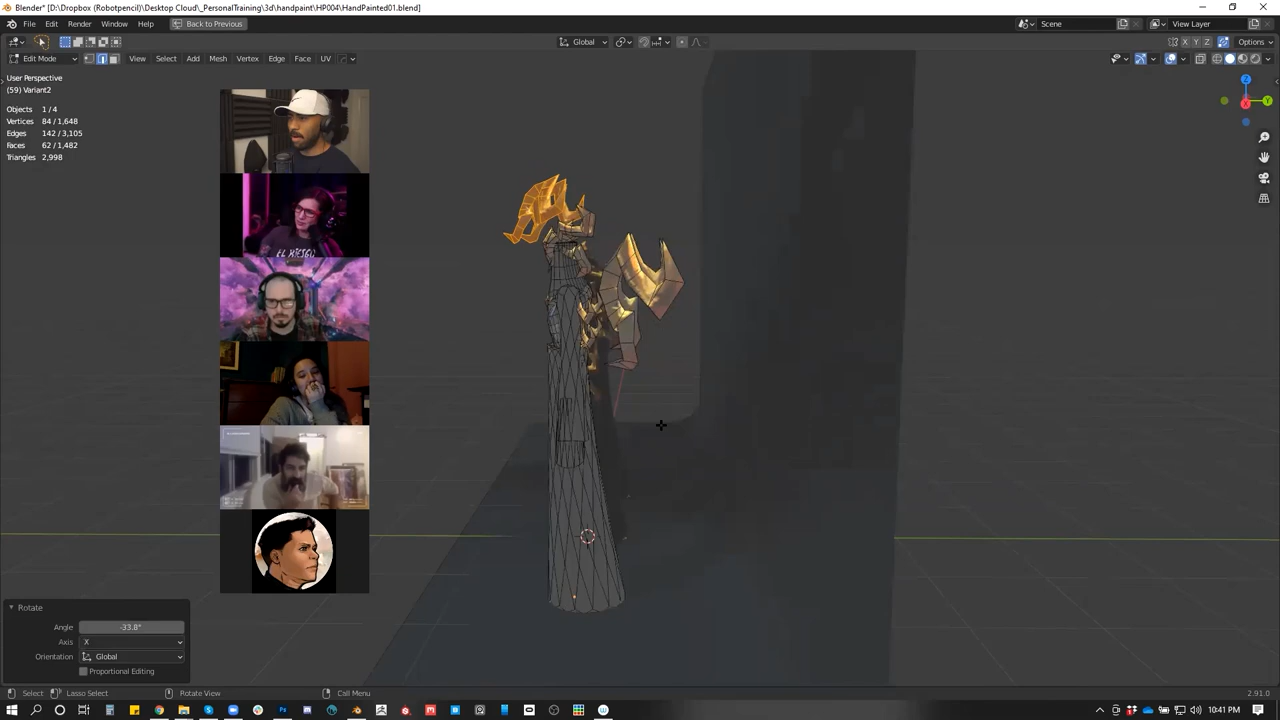 Blender* [D:\Dropbox (Robotpencil)\Desktop Cloud\_PersonalTraining\3d\handpaint\HP004\HandPainted01.blend]
File Edit Render Window Help Back to Previous Scene View Layer
Global X Y Z Options
Edit Mode View Select Add Mesh Vertex Edge Face UV
User Perspective
(59) Variant2
Objects 1 / 4
Vertices 84 / 1,648
Edges 142 / 3,105
Faces 62 / 1,482
Triangles 2,998
Z
X
Y
Rotate
Angle -33.8°
Axis X
Orientation Global
Proportional Editing
Select Lasso Select Rotate View Call Menu 2.91.0
10:41 PM